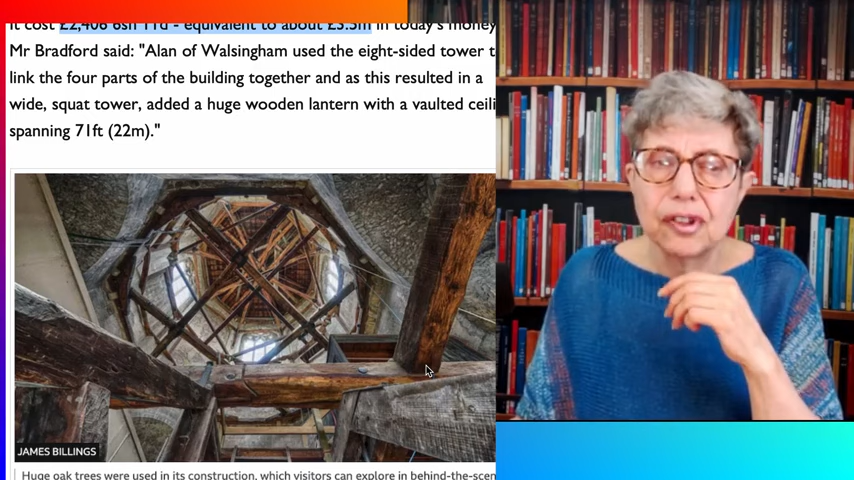 it cost £2,406 6sh 11d - equivalent to about £3.5m in today's money
Mr Bradford said: "Alan of Walsingham used the eight-sided tower t
link the four parts of the building together and as this resulted in a
wide, squat tower, added a huge wooden lantern with a vaulted ceili
spanning 71ft (22m)."
JAMES BILLINGS
Huge oak trees were used in its construction, which visitors can explore in behind-the-scen